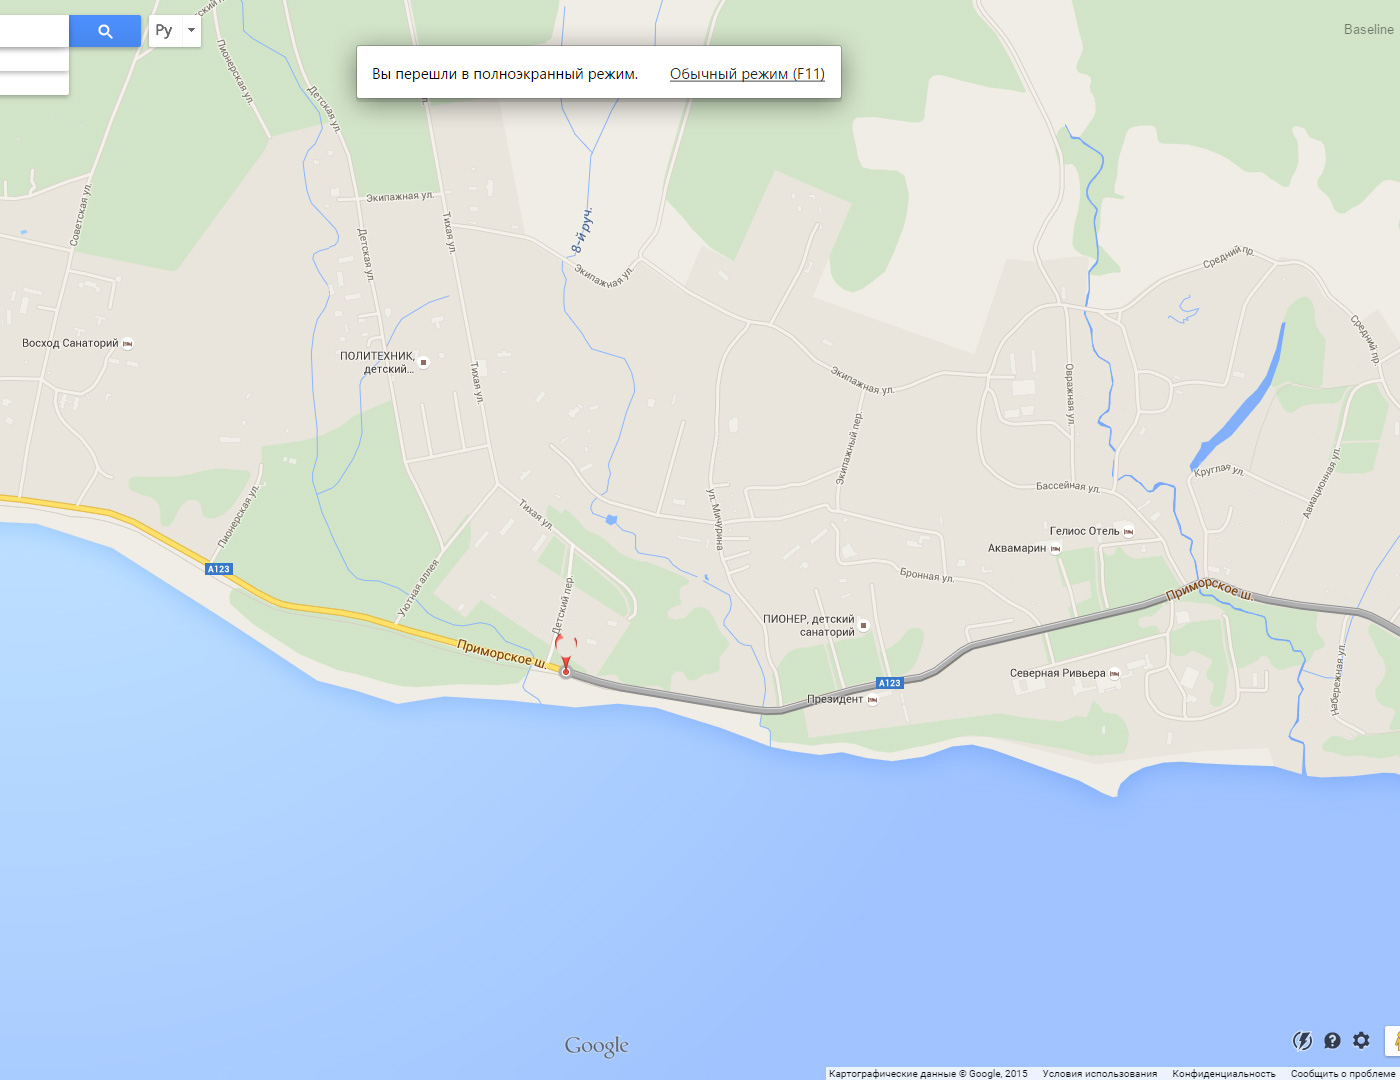 Ру
Baseline
Вы перешли в полноэкранный режим. Обычный режим (F11)
Пионерская ул.
Детская ул.
Экипажная ул.
Советская ул.
Тихая ул.
8-й руч.
Детская ул.
Экипажная ул.
Средний пр.
Средний пр.
Восход Санаторий
ПОЛИТЕХНИК,
детский...
Тихая ул.
Экипажная ул.
Овражная ул.
Экипажный пер.
Круглая ул.
Авиационная ул.
Бассейная ул.
Пионерская ул.
Тихая ул.
ул. Мичурина
Гелиос Отель
Аквамарин
A123
Уютная аллея
Детский пер.
Бронная ул.
Приморское ш.
ПИОНЕР, детский
санаторий
Приморское ш.
Северная Ривьера
A123
Президент
Набережная ул.
Google
Картографические данные © Google, 2015 Условия использования Конфиденциальность Сообщить о проблеме